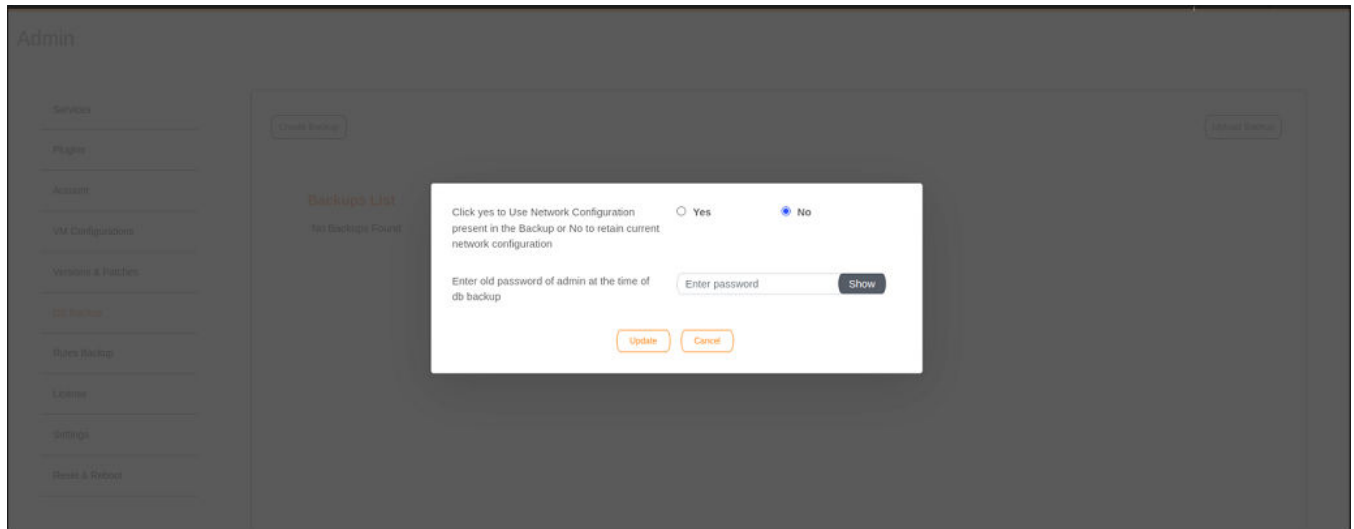 Admin
Services
Plugins
Account
VM Configurations
Versions & Patches
DB Backup
Rules Backup
License
Settings
Reset & Reboot
Create Backup
Upload Backup
Backups List
No Backups Found
Click yes to Use Network Configuration
present in the Backup or No to retain current
network configuration
Yes
No
Enter old password of admin at the time of
db backup
Enter password
Show
Update
Cancel